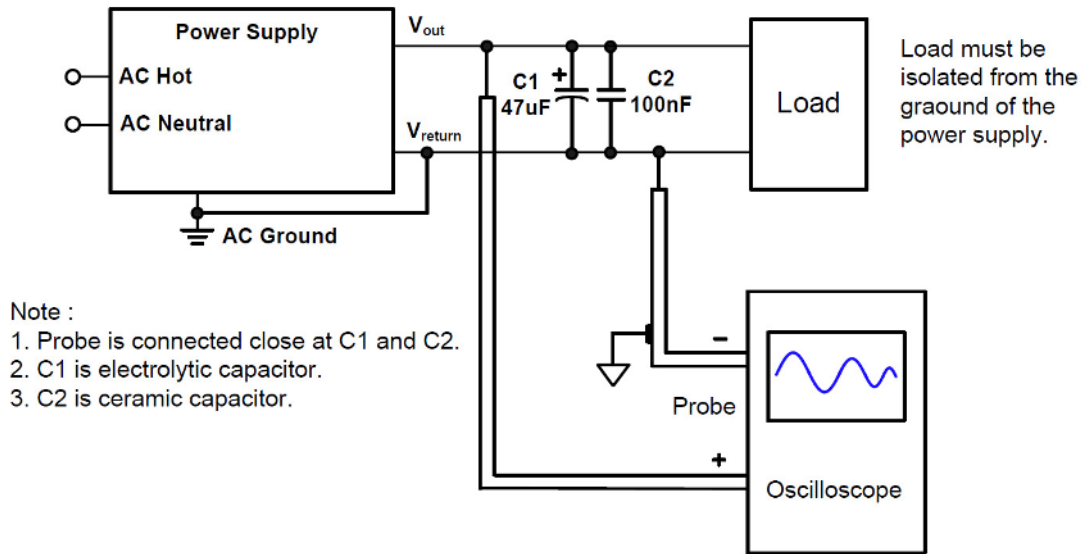 Power Supply
AC Hot
AC Neutral
Vout
Vreturn
AC Ground
C1
+
47uF
C2
100nF
Load
Load must be
isolated from the
graound of the
power supply.
Note :
1. Probe is connected close at C1 and C2.
2. C1 is electrolytic capacitor.
3. C2 is ceramic capacitor.
-
Probe
+
Oscilloscope